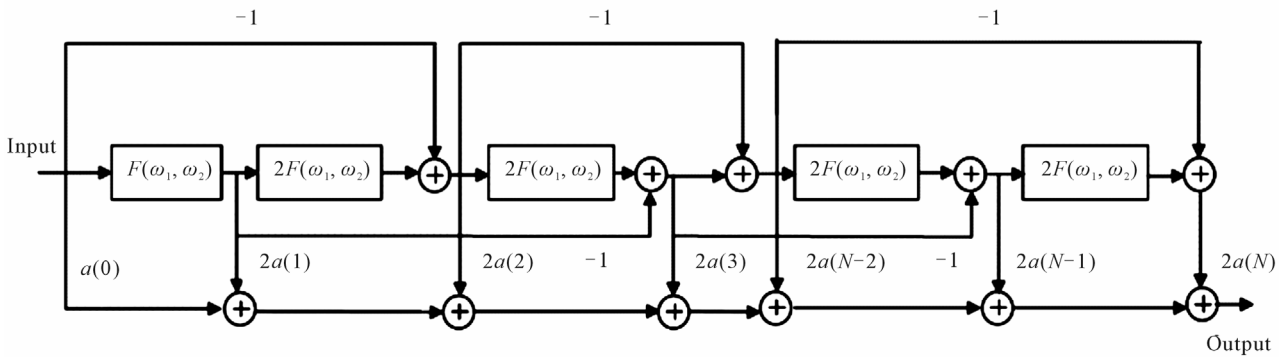 −1 −1 −1
Input
F(ω₁, ω₂) 2F(ω₁, ω₂) 2F(ω₁, ω₂) 2F(ω₁, ω₂) 2F(ω₁, ω₂)
a(0) 2a(1) 2a(2) −1 2a(3) 2a(N−2) −1 2a(N−1) 2a(N)
Output